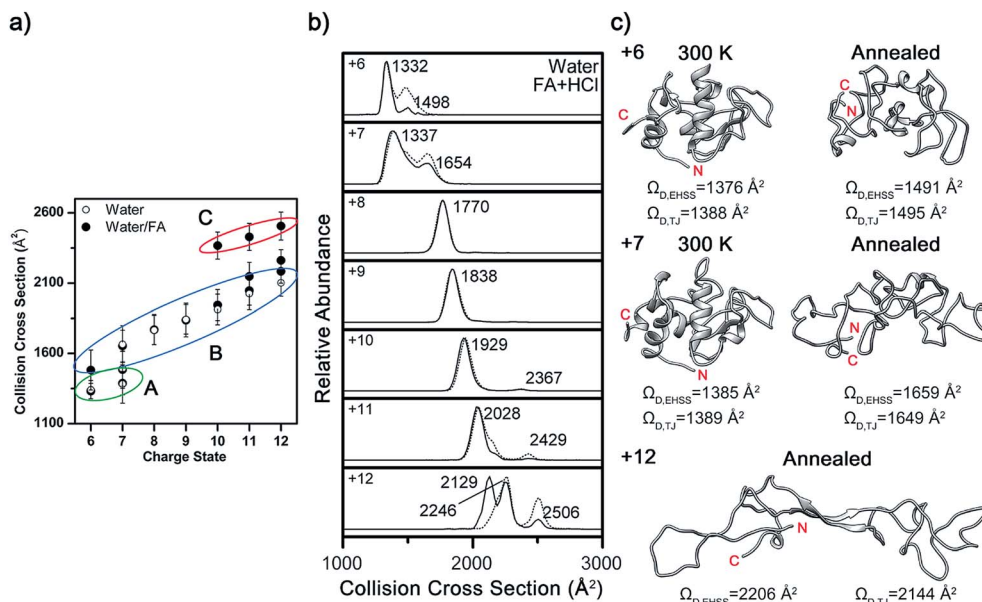 a)
2600
2100
1600
1100
Collision Cross Section (Å²)
Water
Water/FA
C
B
A
6 7 8 9 10 11 12
Charge State
b)
Relative Abundance
+6
1332
1498
Water
FA+HCl
+7
1337
1654
+8
1770
+9
1838
+10
1929
2367
+11
2028
2429
+12
2129
2246
2506
1000 2000 3000
Collision Cross Section (Å²)
c)
+6 300 K Annealed
C
N
C
N
Ω_D,EHSS=1376 Å² Ω_D,EHSS=1491 Å²
Ω_D,TJ=1388 Å² Ω_D,TJ=1495 Å²
+7 300 K Annealed
C
N
N
C
Ω_D,EHSS=1385 Å² Ω_D,EHSS=1659 Å²
Ω_D,TJ=1389 Å² Ω_D,TJ=1649 Å²
+12 Annealed
N
C
Ω_D,EHSS=2206 Å² Ω_D,TJ=2144 Å²